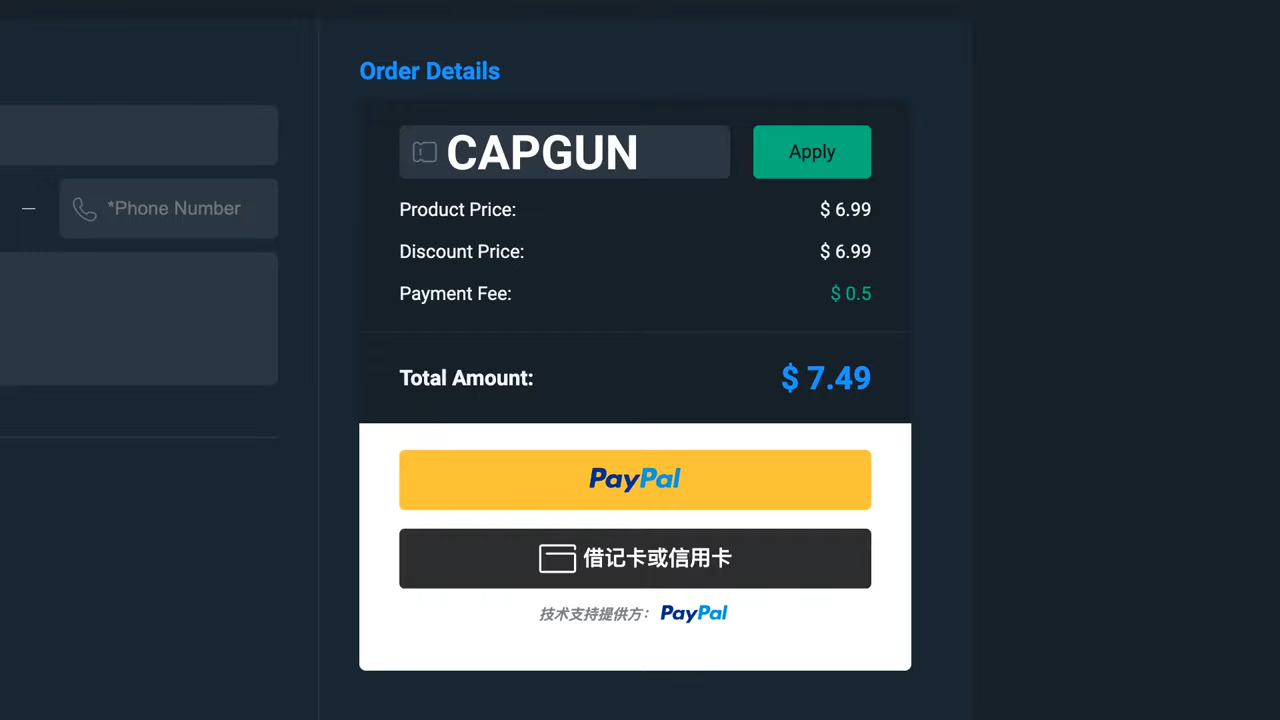 Order Details
CAPGUN
Apply
Product Price: $ 6.99
— *Phone Number
Discount Price: $ 6.99
Payment Fee: $ 0.5
Total Amount: $ 7.49
PayPal
借记卡或信用卡
技术支持提供方： PayPal